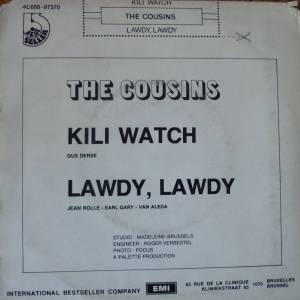 4C006-97370
KILI WATCH
THE COUSINS
LAWDY, LAWDY
BEST
SELLER
THE COUSINS
KILI WATCH
GUS DERSE
LAWDY, LAWDY
JEAN ROLLE - EARL GARY - VAN ALEDA
STUDIO : MADELEINE-BRUSSELS
ENGINEER : ROGER VERBESTEL
PHOTO : FOCUS
A PALETTE PRODUCTION
INTERNATIONAL BESTSELLER COMPANY EMI 65 RUE DE LA CLINIQUE 1070 BRUXELLES
KLINIEKSTRAAT 65 BRUSSEL